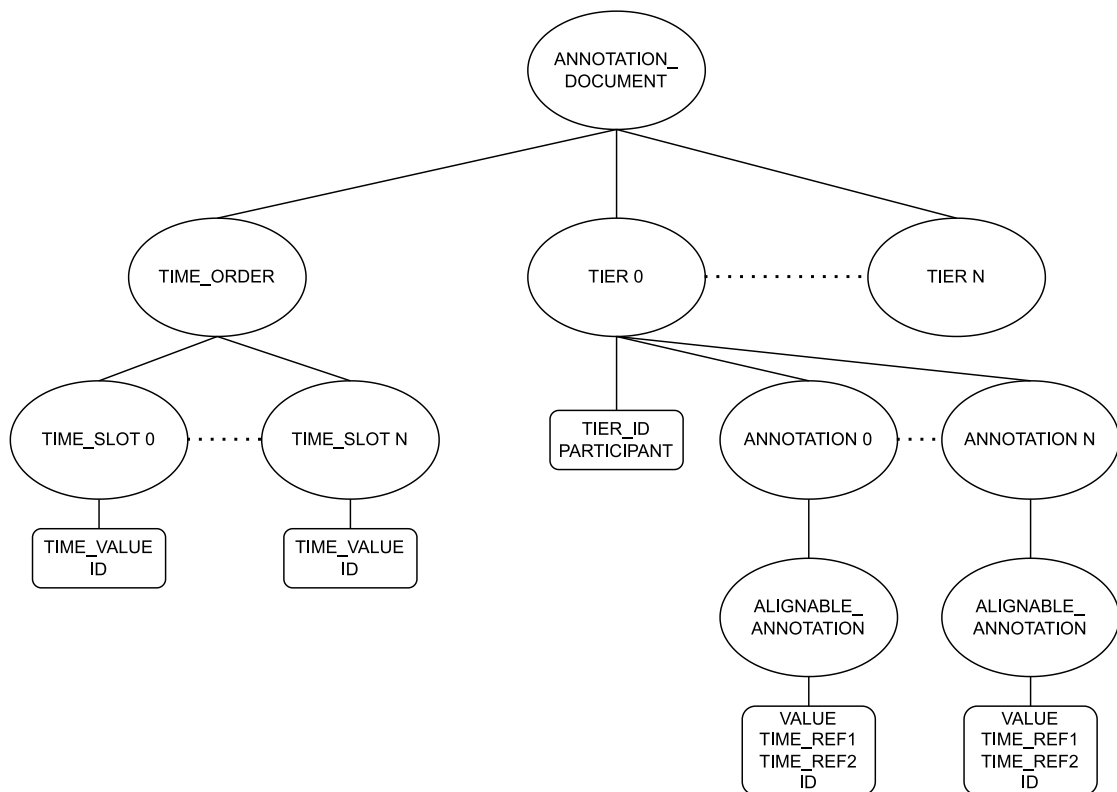 ANNOTATION_
DOCUMENT
TIME_ORDER
TIER 0
TIER N
TIME_SLOT 0
TIME_SLOT N
TIER_ID
PARTICIPANT
ANNOTATION 0
ANNOTATION N
TIME_VALUE
ID
TIME_VALUE
ID
ALIGNABLE_
ANNOTATION
ALIGNABLE_
ANNOTATION
VALUE
TIME_REF1
TIME_REF2
ID
VALUE
TIME_REF1
TIME_REF2
ID